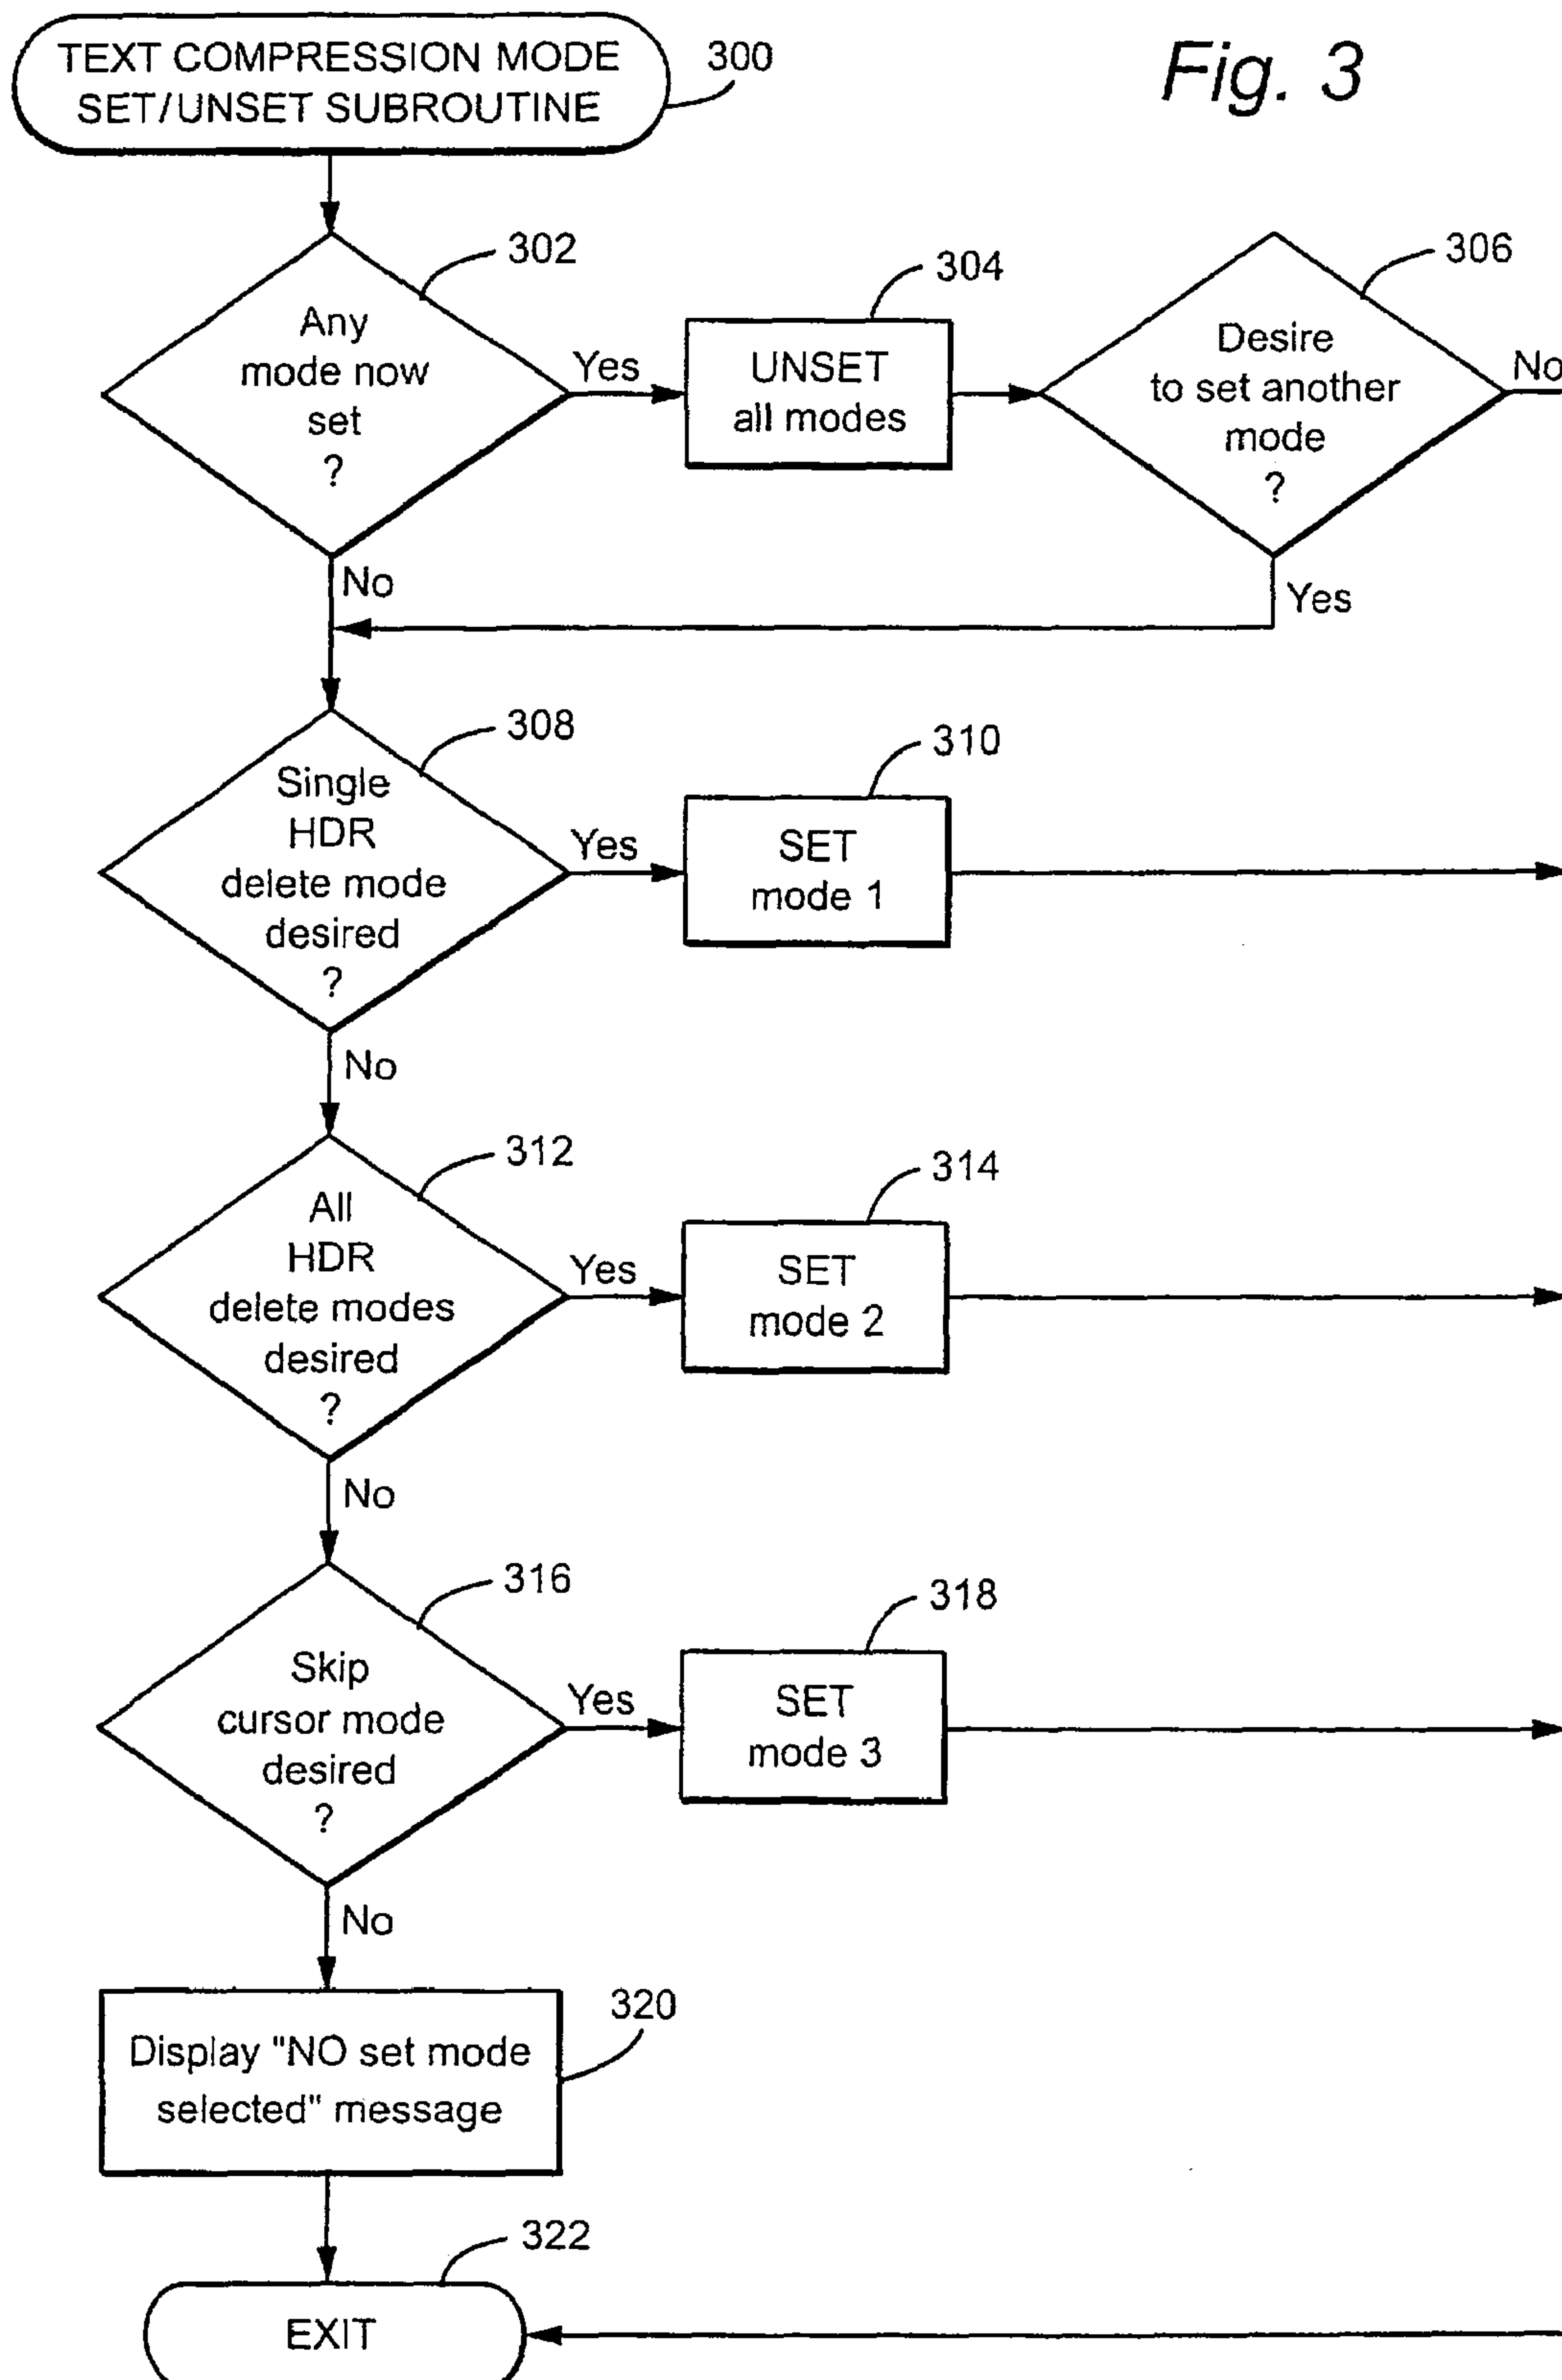 Fig. 3
TEXT COMPRESSION MODE
SET/UNSET SUBROUTINE
300
Any
mode now
set
?
302
Yes
No
UNSET
all modes
304
Desire
to set another
mode
?
306
No
Yes
Single
HDR
delete mode
desired
?
308
Yes
No
SET
mode 1
310
All
HDR
delete modes
desired
?
312
Yes
No
SET
mode 2
314
Skip
cursor mode
desired
?
316
Yes
No
SET
mode 3
318
Display "NO set mode
selected" message
320
EXIT
322